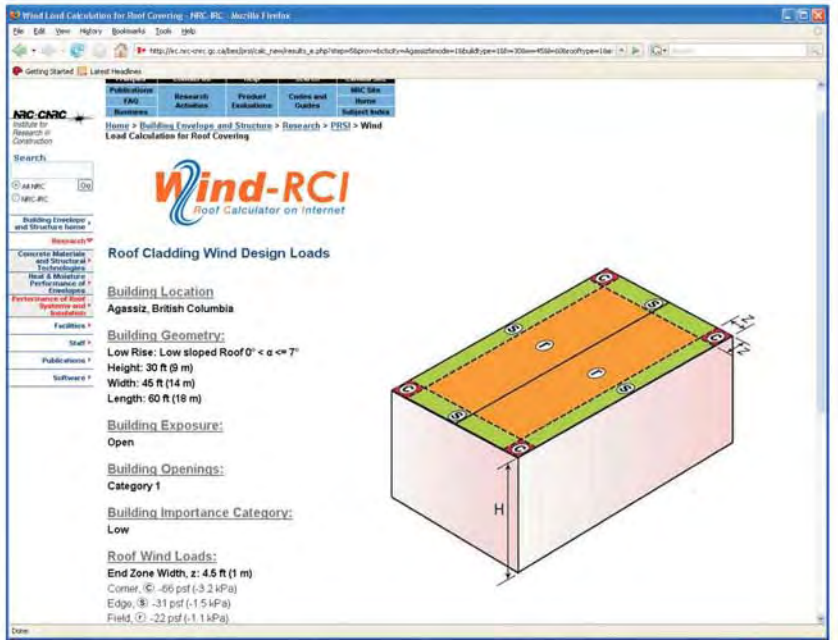 Wind Load Calculation for Roof Covering - NRC-IRC - Mozilla Firefox
File Edit View History Bookmarks Tools Help
Getting Started Latest Headlines
Publications
FAQ
Business
Research Activities
Product Evaluations
Codes and Guides
NRC Site
Home
Subject Index
NRC-CNRC
Institute for
Research in
Construction
Home > Building Envelope and Structure > Research > PRSI > Wind
Load Calculation for Roof Covering
Search
All NRC Go
NRC-IRC
Building Envelope
and Structure home
Research
Concrete Materials
and Structural
Technologies
Heat & Moisture
Performance of
Envelopes
Performance of Roof
Systems and
Insulation
Facilities
Staff
Publications
Software
Wind-RCI
Roof Calculator on Internet
Roof Cladding Wind Design Loads
Building Location
Agassiz, British Columbia
Building Geometry:
Low Rise: Low sloped Roof 0° < α <= 7°
Height: 30 ft (9 m)
Width: 45 ft (14 m)
Length: 60 ft (18 m)
Building Exposure:
Open
Building Openings:
Category 1
Building Importance Category:
Low
Roof Wind Loads:
End Zone Width, z: 4.5 ft (1 m)
Corner, C -66 psf (-3.2 kPa)
Edge, S -31 psf (-1.5 kPa)
Field, r -22 psf (-1.1 kPa)
C
S
r
S
C
Z
Z
C
S
r
S
C
H
Done